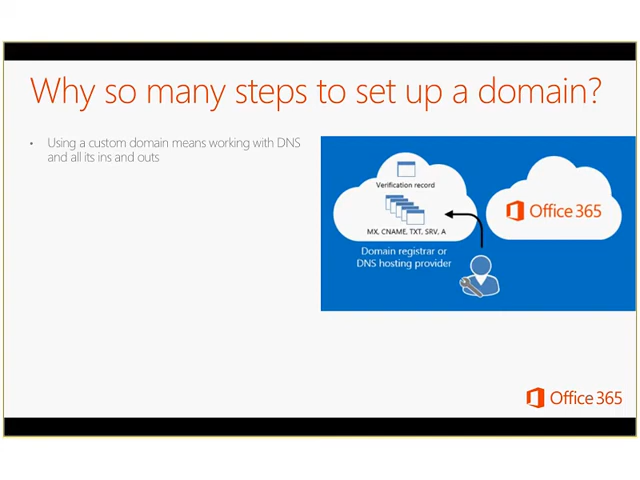 Why so many steps to set up a domain?
• Using a custom domain means working with DNS
and all its ins and outs
Verification record
MX, CNAME, TXT, SRV, A
Domain registrar or
DNS hosting provider
Office 365
Office 365